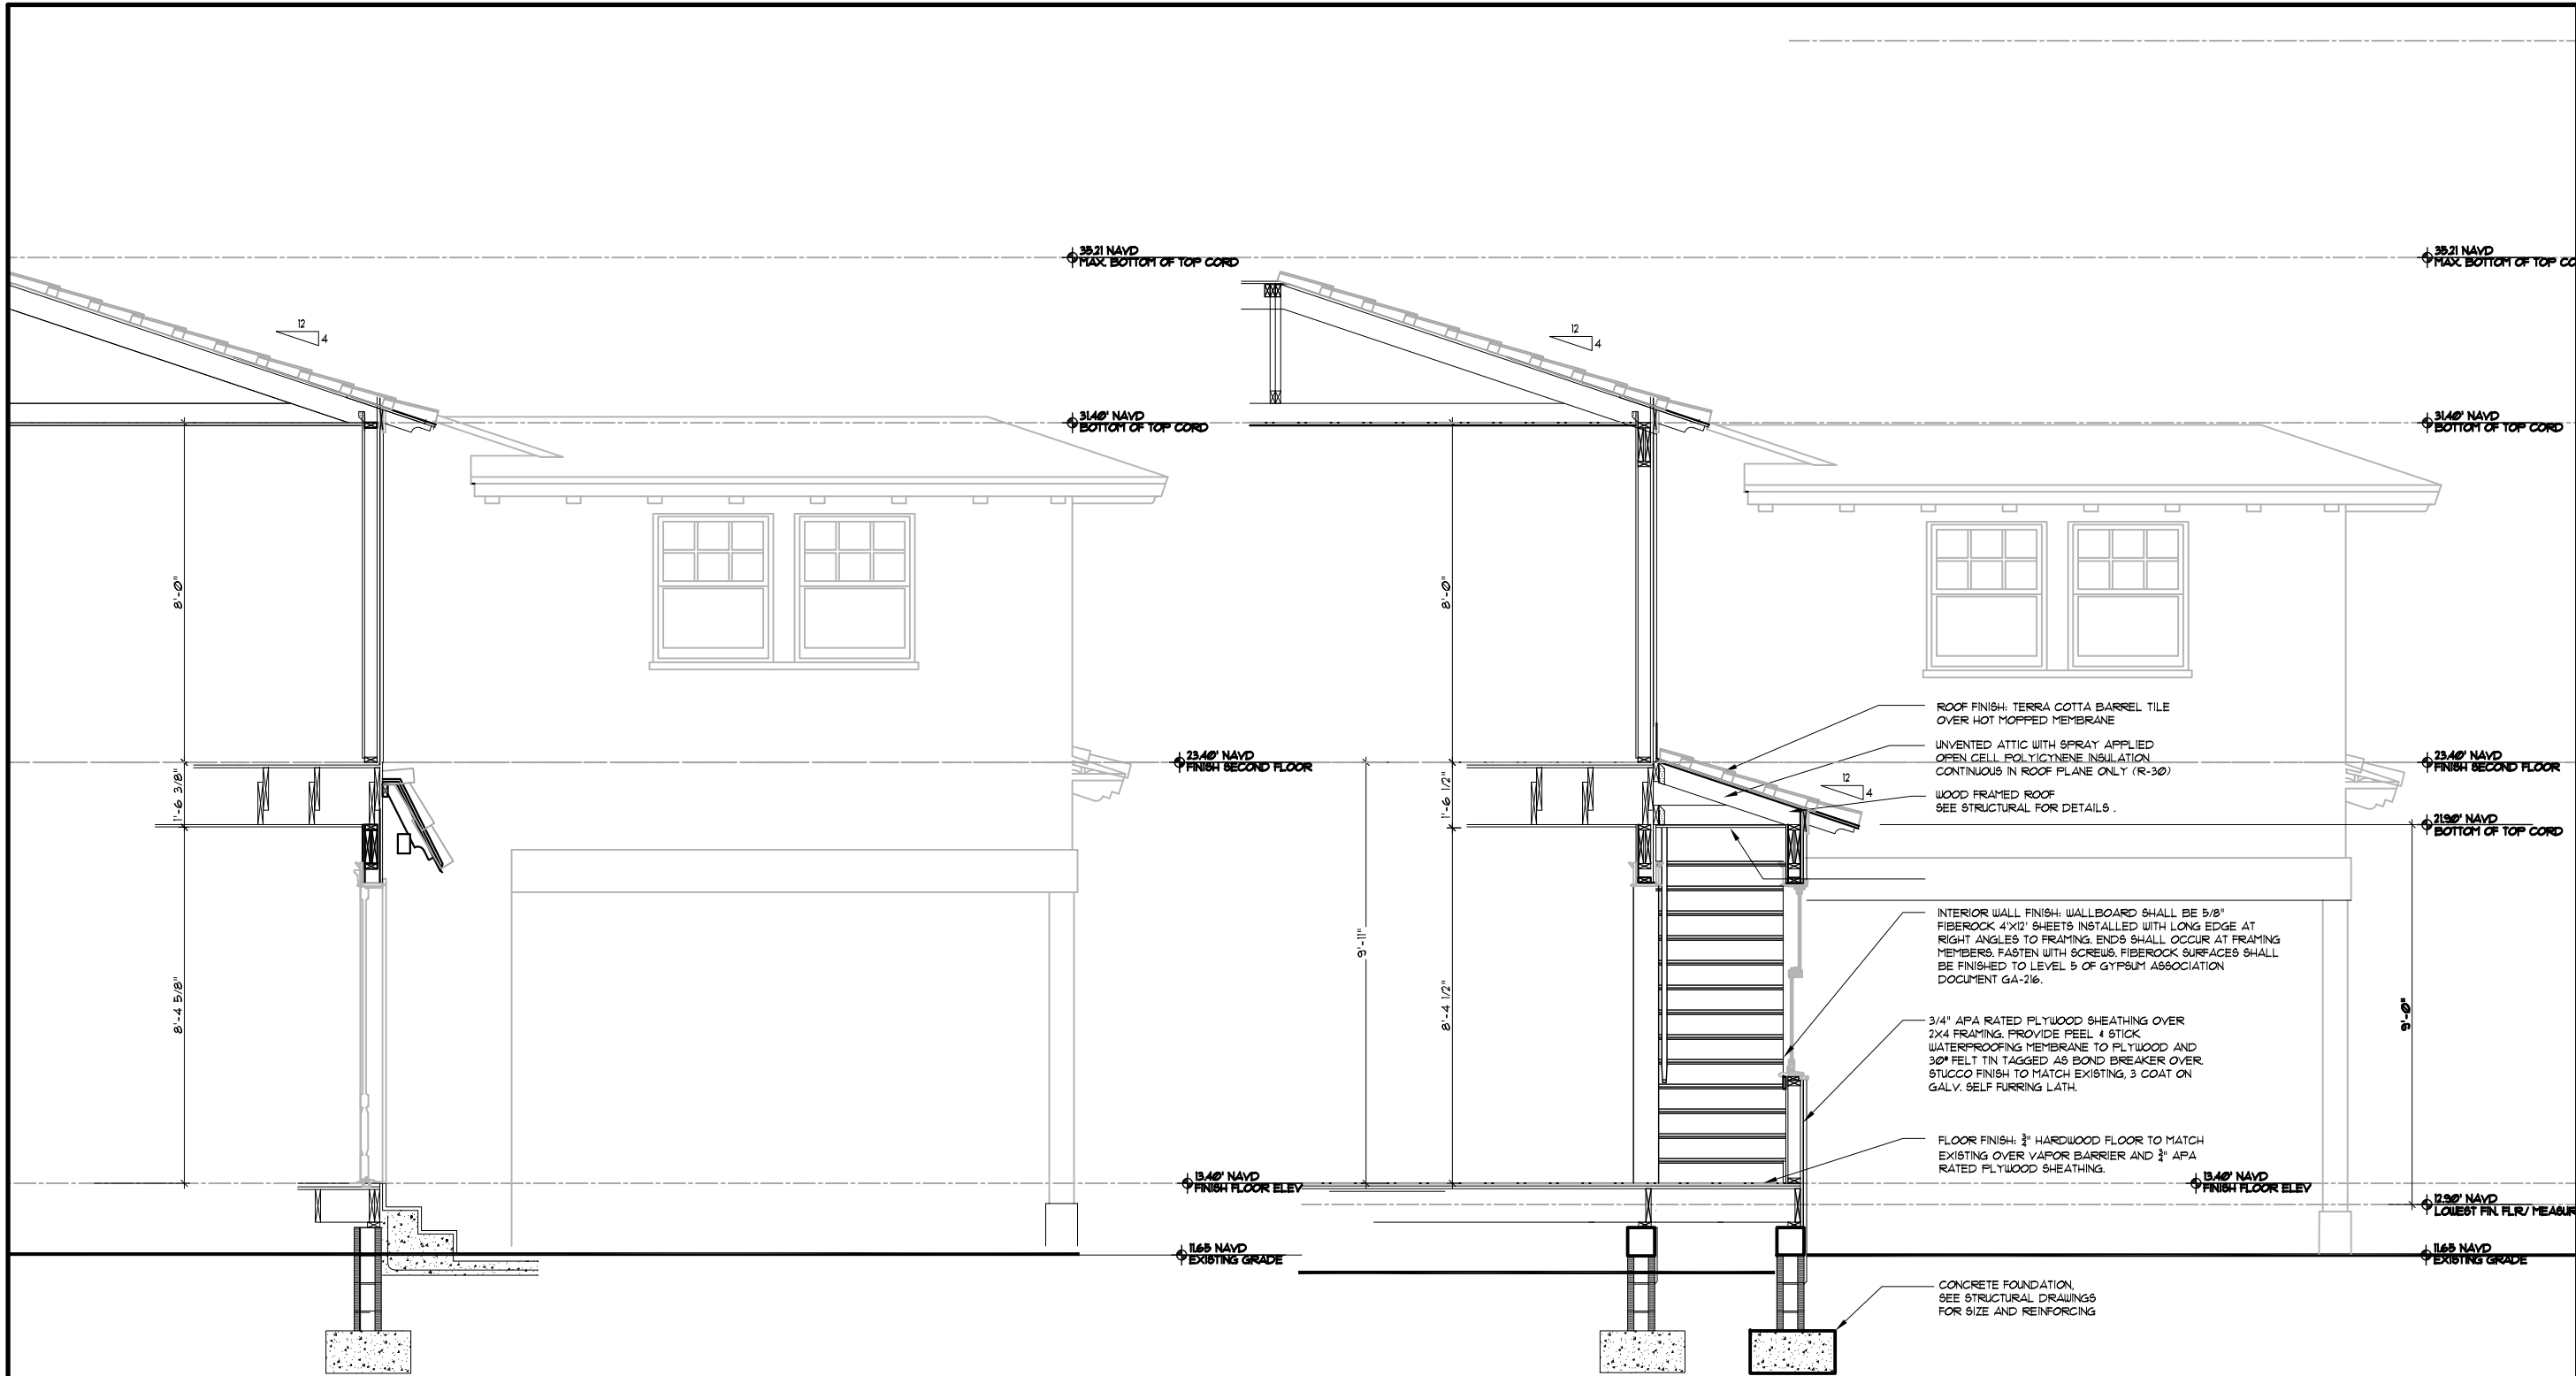 35.21 NAVD
MAX. BOTTOM OF TOP CORD
12
4
31.40' NAVD
BOTTOM OF TOP CORD
8'-0"
23.40' NAVD
FINISH SECOND FLOOR
1'-6 3/8"
8'-4 5/8"
13.40' NAVD
FINISH FLOOR ELEV
11.65 NAVD
EXISTING GRADE
35.21 NAVD
MAX. BOTTOM OF TOP CO
12
4
31.40' NAVD
BOTTOM OF TOP CORD
8'-0"
ROOF FINISH: TERRA COTTA BARREL TILE
OVER HOT MOPPED MEMBRANE
UNVENTED ATTIC WITH SPRAY APPLIED
OPEN CELL POLYICYNENE INSULATION
CONTINUOUS IN ROOF PLANE ONLY (R-30)
23.40' NAVD
FINISH SECOND FLOOR
12
4
WOOD FRAMED ROOF
SEE STRUCTURAL FOR DETAILS .
1'-6 1/2"
21.90' NAVD
BOTTOM OF TOP CORD
9'-11"
8'-4 1/2"
INTERIOR WALL FINISH: WALLBOARD SHALL BE 5/8"
FIBEROCK 4'X12' SHEETS INSTALLED WITH LONG EDGE AT
RIGHT ANGLES TO FRAMING. ENDS SHALL OCCUR AT FRAMING
MEMBERS. FASTEN WITH SCREWS. FIBEROCK SURFACES SHALL
BE FINISHED TO LEVEL 5 OF GYPSUM ASSOCIATION
DOCUMENT GA-216.
9'-0"
3/4" APA RATED PLYWOOD SHEATHING OVER
2X4 FRAMING. PROVIDE PEEL & STICK
WATERPROOFING MEMBRANE TO PLYWOOD AND
30# FELT TIN TAGGED AS BOND BREAKER OVER.
STUCCO FINISH TO MATCH EXISTING, 3 COAT ON
GALV. SELF FURRING LATH.
FLOOR FINISH: 3/4" HARDWOOD FLOOR TO MATCH
EXISTING OVER VAPOR BARRIER AND 3/4" APA
RATED PLYWOOD SHEATHING.
13.40' NAVD
FINISH FLOOR ELEV
12.90' NAVD
LOWEST FIN. FLR/ MEASUR
11.65 NAVD
EXISTING GRADE
CONCRETE FOUNDATION,
SEE STRUCTURAL DRAWINGS
FOR SIZE AND REINFORCING